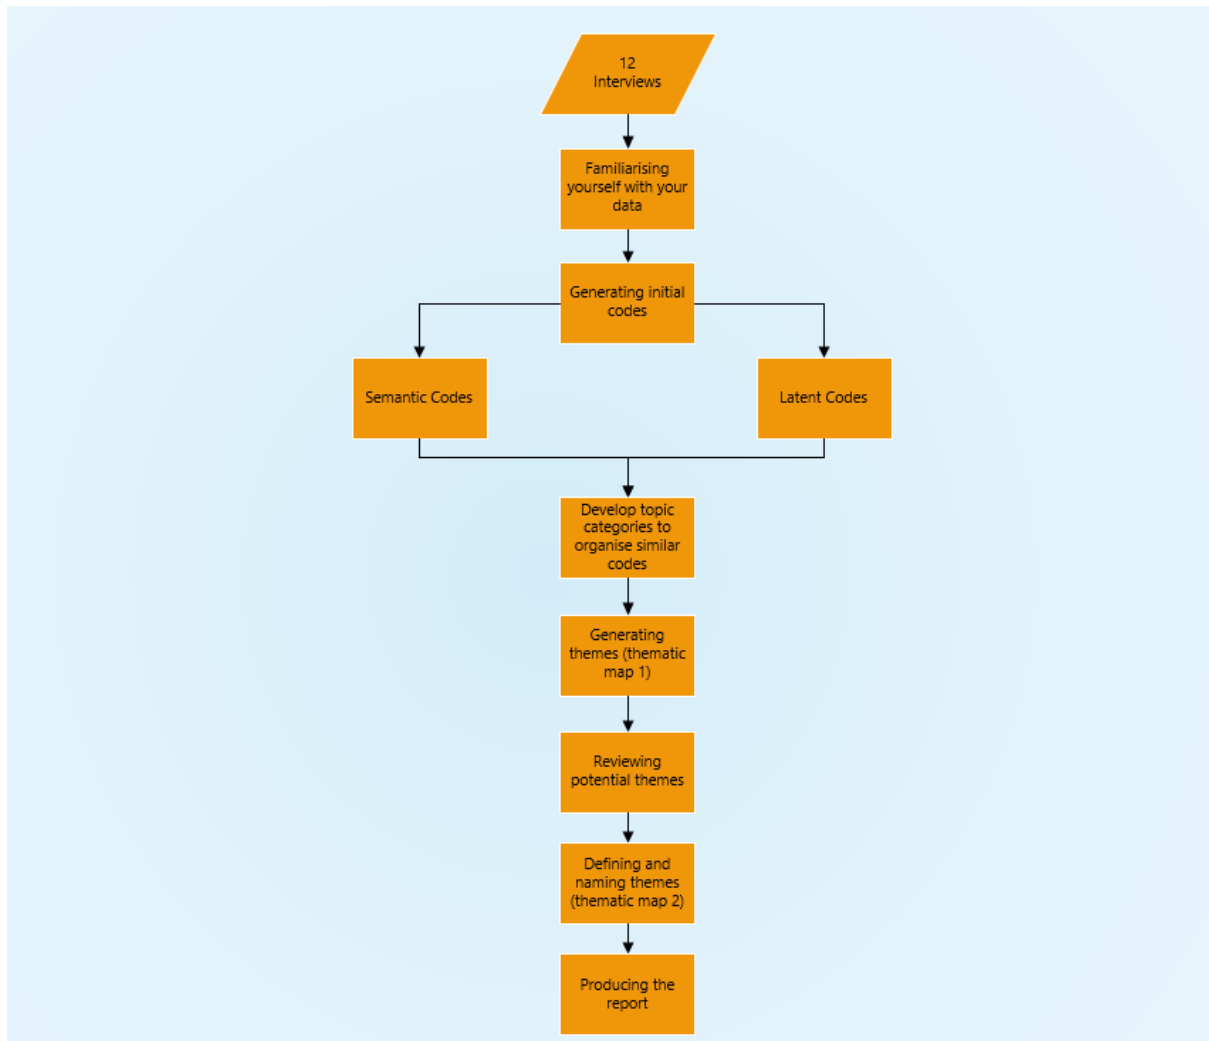 12
Interviews
Familiarising
yourself with your
data
Generating initial
codes
Semantic Codes
Latent Codes
Develop topic
categories to
organise similar
codes
Generating
themes (thematic
map 1)
Reviewing
potential themes
Defining and
naming themes
(thematic map 2)
Producing the
report